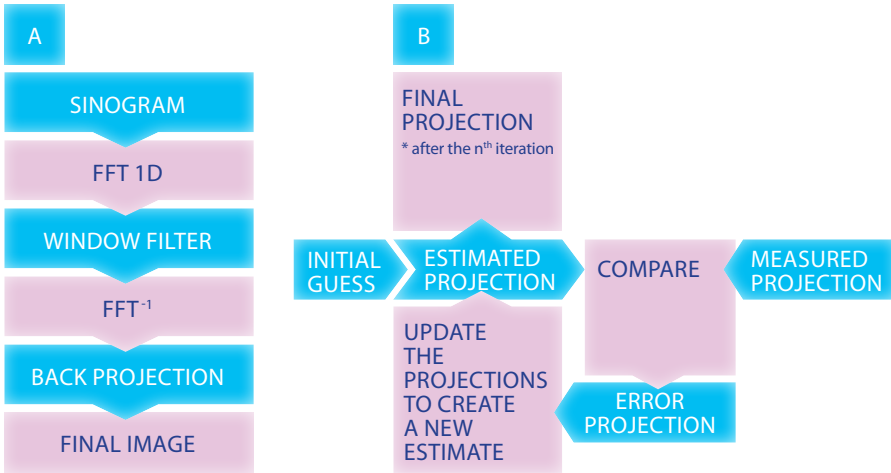 A
SINOGRAM
FFT 1D
WINDOW FILTER
FFT⁻¹
BACK PROJECTION
FINAL IMAGE
B
FINAL
PROJECTION
* after the nᵗʰ iteration
INITIAL
GUESS
ESTIMATED
PROJECTION
COMPARE
MEASURED
PROJECTION
UPDATE
THE
PROJECTIONS
TO CREATE
A NEW
ESTIMATE
ERROR
PROJECTION